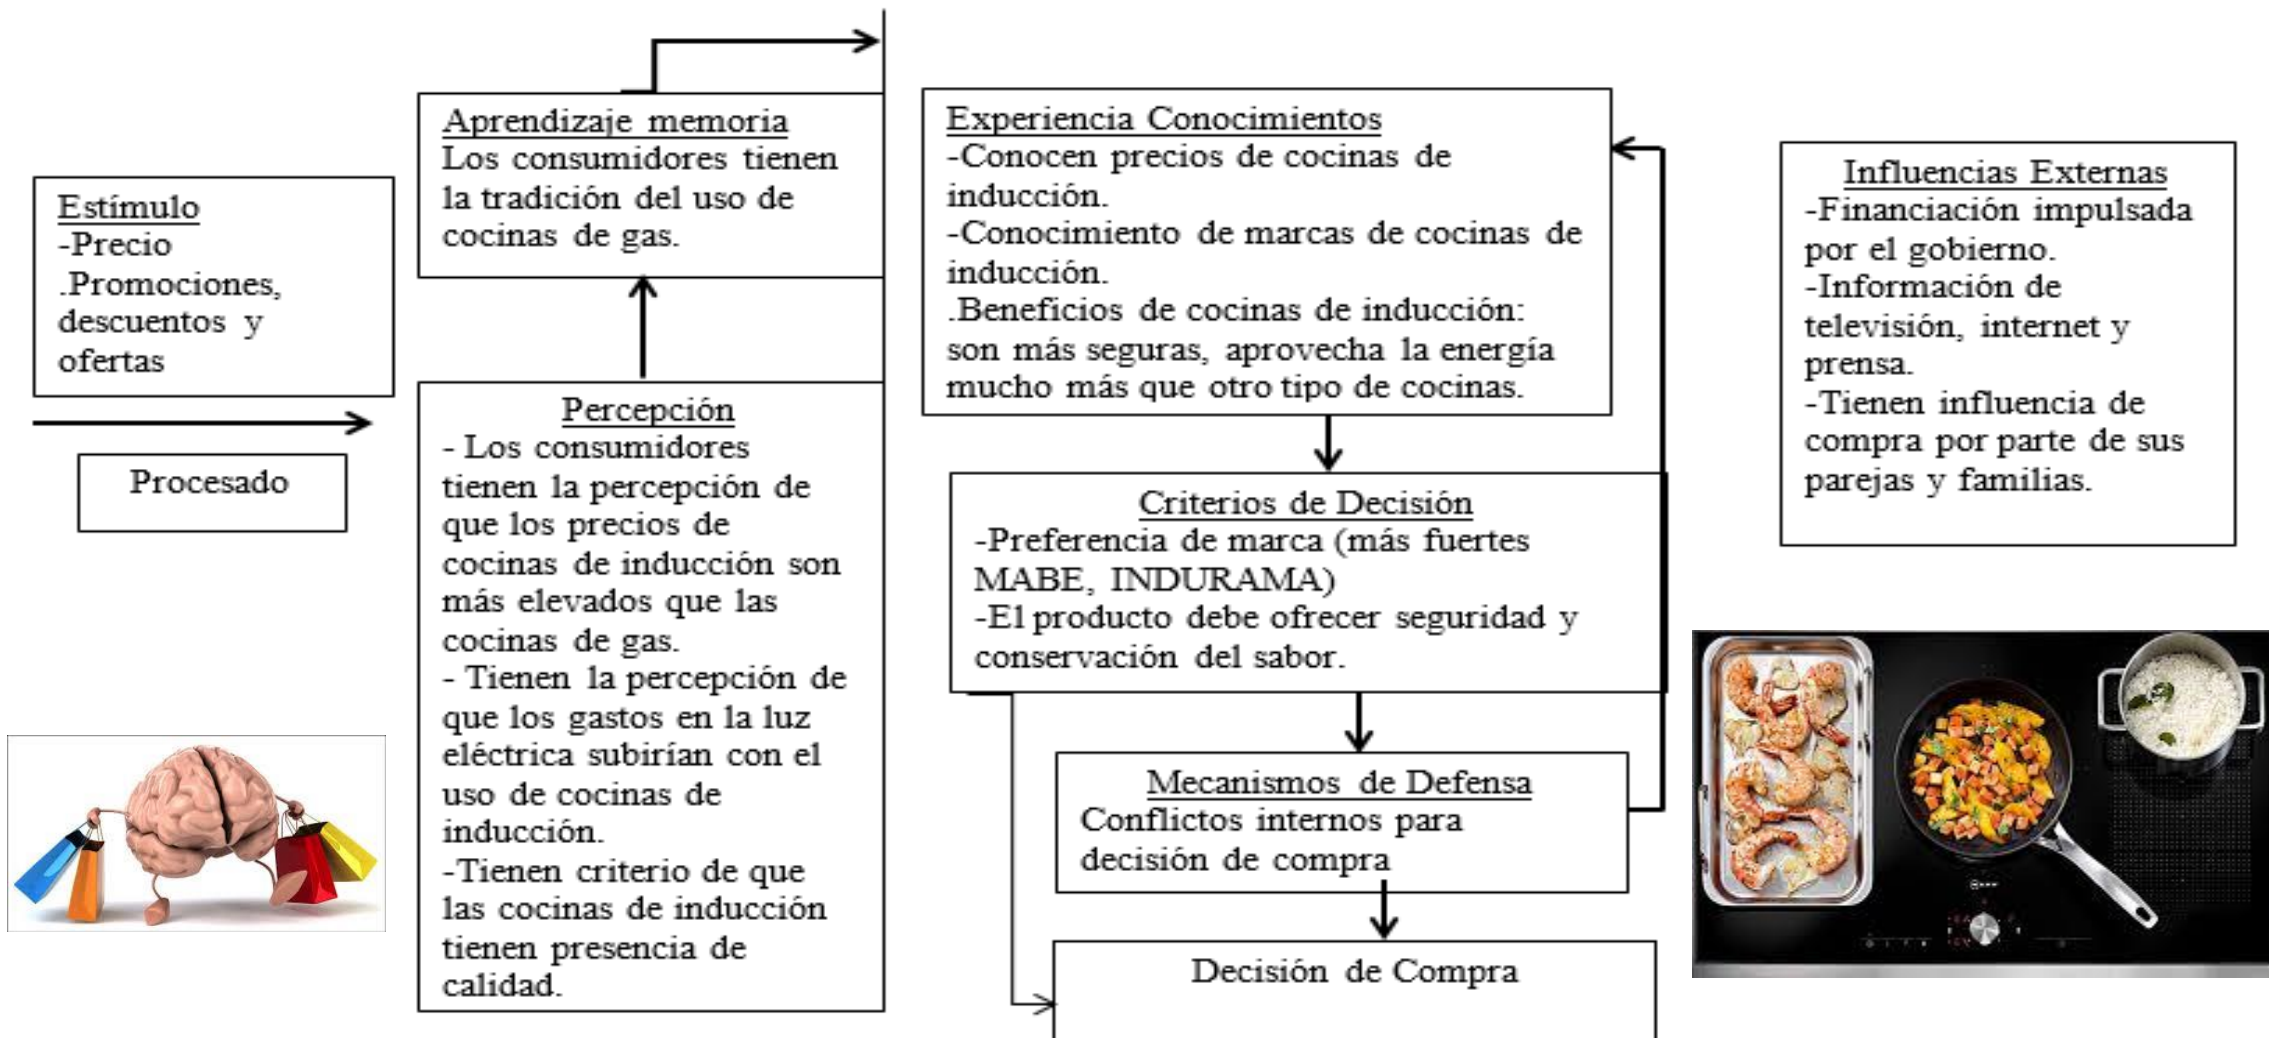 Estímulo
-Precio
.Promociones,
descuentos y
ofertas
Procesado
Aprendizaje memoria
Los consumidores tienen
la tradición del uso de
cocinas de gas.
Percepción
- Los consumidores
tienen la percepción de
que los precios de
cocinas de inducción son
más elevados que las
cocinas de gas.
- Tienen la percepción de
que los gastos en la luz
eléctrica subirían con el
uso de cocinas de
inducción.
-Tienen criterio de que
las cocinas de inducción
tienen presencia de
calidad.
Experiencia Conocimientos
-Conocen precios de cocinas de
inducción.
-Conocimiento de marcas de cocinas de
inducción.
.Beneficios de cocinas de inducción:
son más seguras, aprovecha la energía
mucho más que otro tipo de cocinas.
Criterios de Decisión
-Preferencia de marca (más fuertes
MABE, INDURAMA)
-El producto debe ofrecer seguridad y
conservación del sabor.
Mecanismos de Defensa
Conflictos internos para
decisión de compra
Decisión de Compra
Influencias Externas
-Financiación impulsada
por el gobierno.
-Información de
televisión, internet y
prensa.
-Tienen influencia de
compra por parte de sus
parejas y familias.